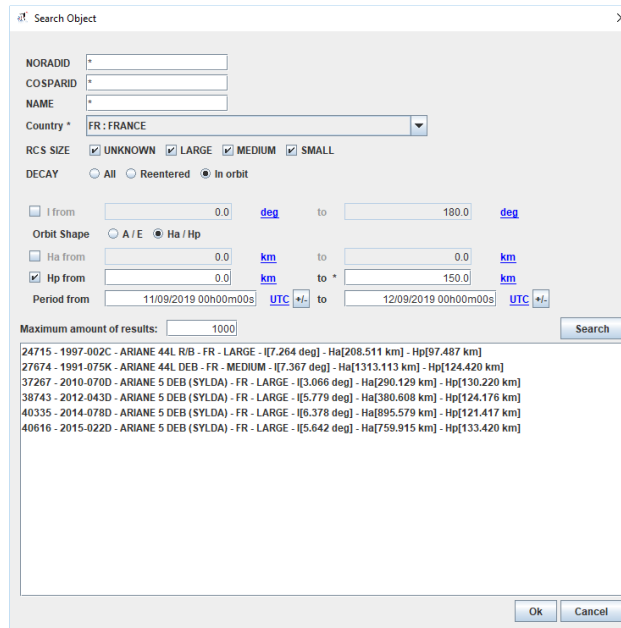 Search Object
NORADID *
COSPARID *
NAME *
Country * FR : FRANCE
RCS SIZE UNKNOWN LARGE MEDIUM SMALL
DECAY All Reentered In orbit
I from 0.0 deg to 180.0 deg
Orbit Shape A / E Ha / Hp
Ha from 0.0 km to 0.0 km
Hp from 0.0 km to * 150.0 km
Period from 11/09/2019 00h00m00s UTC +/- to 12/09/2019 00h00m00s UTC +/-
Maximum amount of results: 1000 Search
24715 - 1997-002C - ARIANE 44L R/B - FR - LARGE - I[7.264 deg] - Ha[208.511 km] - Hp[97.487 km]
27674 - 1991-075K - ARIANE 44L DEB - FR - MEDIUM - I[7.367 deg] - Ha[1313.113 km] - Hp[124.420 km]
37267 - 2010-070D - ARIANE 5 DEB (SYLDA) - FR - LARGE - I[3.066 deg] - Ha[290.129 km] - Hp[130.220 km]
38743 - 2012-043D - ARIANE 5 DEB (SYLDA) - FR - LARGE - I[5.779 deg] - Ha[380.608 km] - Hp[124.176 km]
40335 - 2014-078D - ARIANE 5 DEB (SYLDA) - FR - LARGE - I[6.378 deg] - Ha[895.579 km] - Hp[121.417 km]
40616 - 2015-022D - ARIANE 5 DEB (SYLDA) - FR - LARGE - I[5.642 deg] - Ha[759.915 km] - Hp[133.420 km]
Ok Cancel